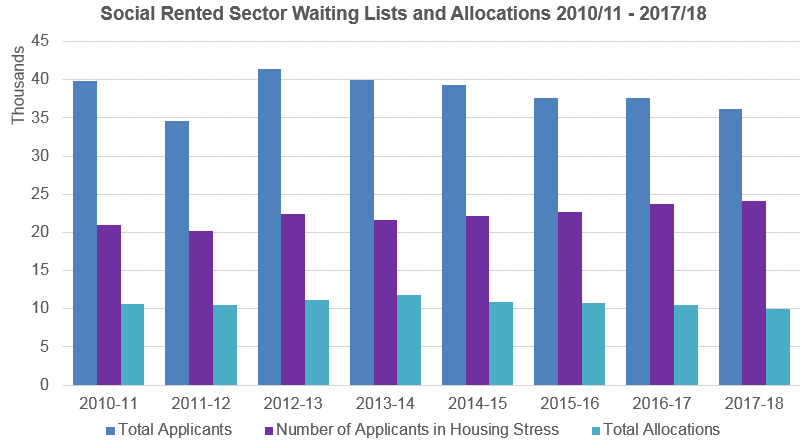 Social Rented Sector Waiting Lists and Allocations 2010/11 - 2017/18
Thousands
45
40
35
30
25
20
15
10
5
0
2010-11 2011-12 2012-13 2013-14 2014-15 2015-16 2016-17 2017-18
Total Applicants Number of Applicants in Housing Stress Total Allocations